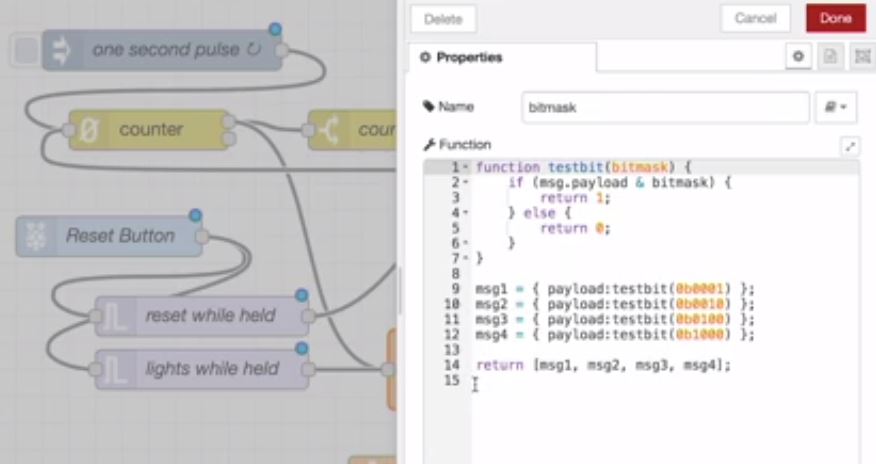 Delete
Cancel
Done
Properties
Name
bitmask
Function
one second pulse ↻
counter
Reset Button
reset while held
lights while held
1 function testbit(bitmask) {
2 if (msg.payload & bitmask) {
3 return 1;
4 } else {
5 return 0;
6 }
7 }
8
9 msg1 = { payload:testbit(0b0001) };
10 msg2 = { payload:testbit(0b0010) };
11 msg3 = { payload:testbit(0b0100) };
12 msg4 = { payload:testbit(0b1000) };
13
14 return [msg1, msg2, msg3, msg4];
15